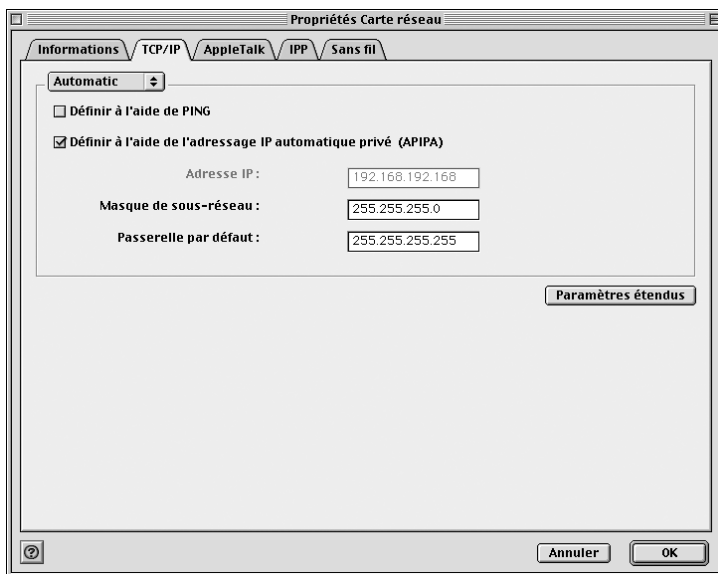 Propriétés Carte réseau
Informations TCP/IP AppleTalk IPP Sans fil
Automatic
Définir à l'aide de PING
Définir à l'aide de l'adressage IP automatique privé (APIPA)
Adresse IP : 192.168.192.168
Masque de sous-réseau : 255.255.255.0
Passerelle par défaut : 255.255.255.255
Paramètres étendus
? Annuler OK